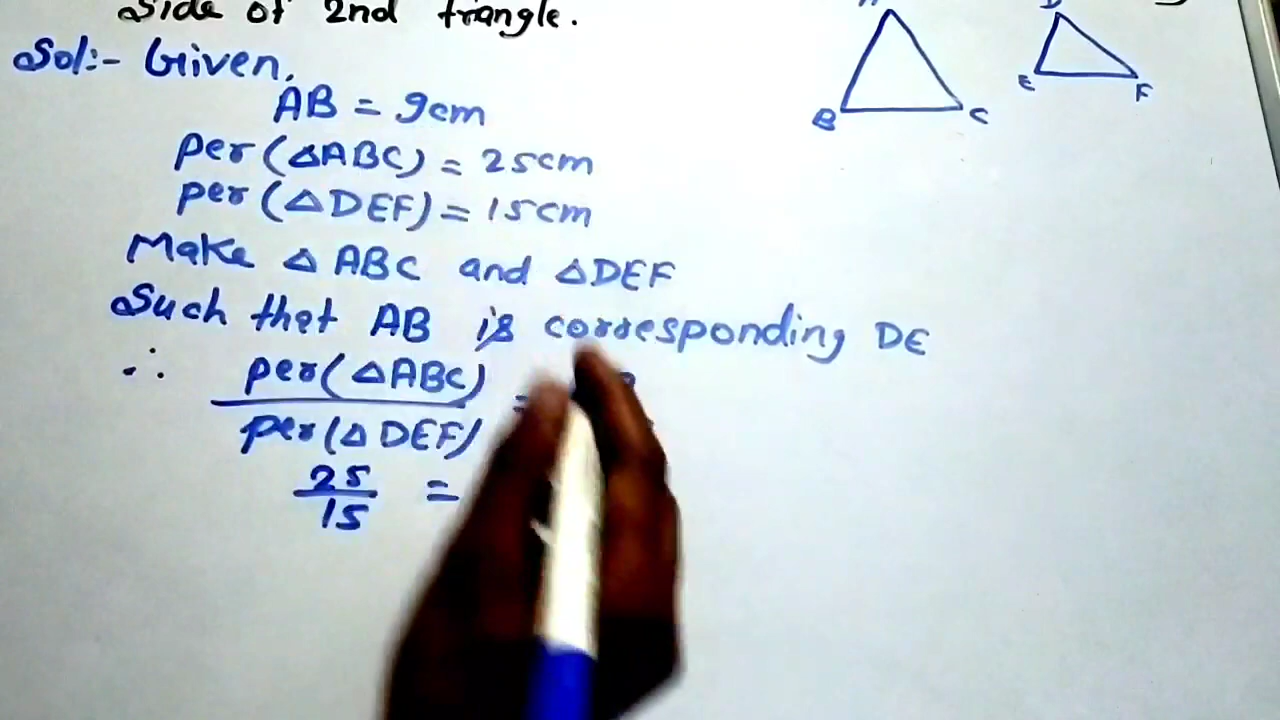 Side of 2nd triangle.
Sol:- Given,
AB = 9cm
per(△ABC) = 25cm
per(△DEF) = 15cm
Make △ABC and △DEF
Such that AB is corresponding DE
∴ per(△ABC) =
per(△DEF)
25 =
15
B C
E F